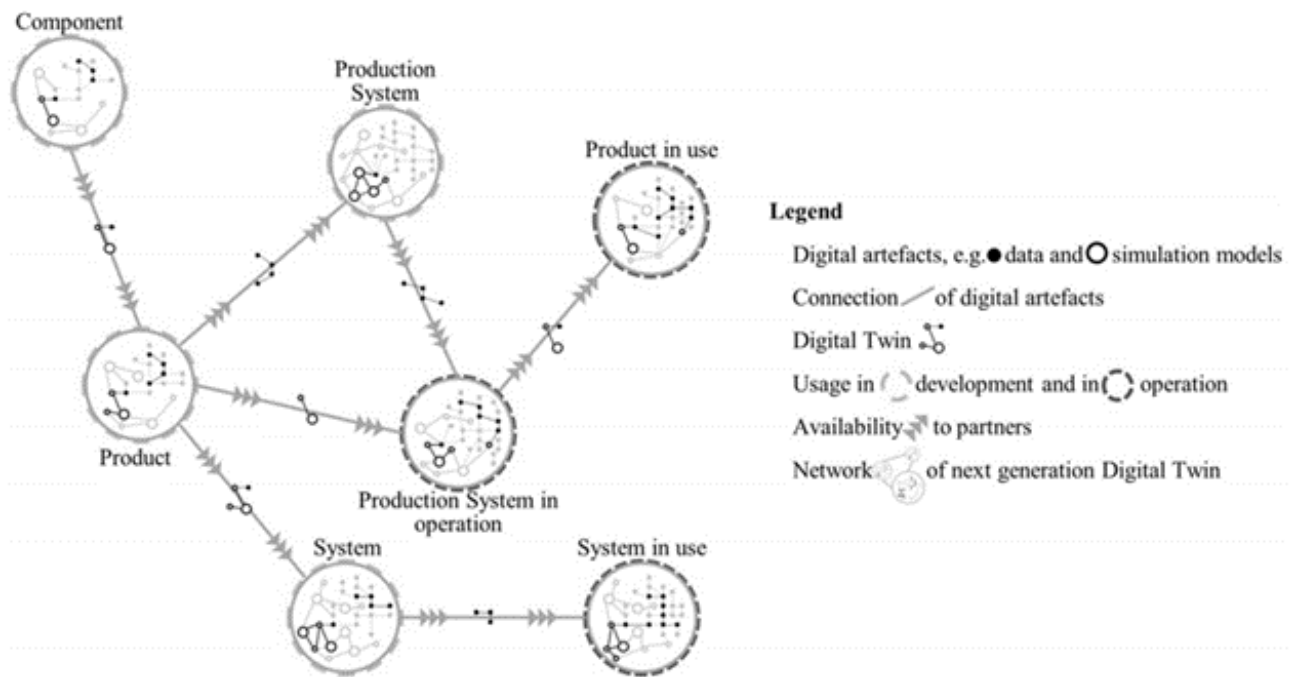 Component
Production
System
Product in use
Legend
Digital artefacts, e.g. data and simulation models
Connection of digital artefacts
Digital Twin
Usage in development and in operation
Availability to partners
Network of next generation Digital Twin
Product
Production System in
operation
System
System in use